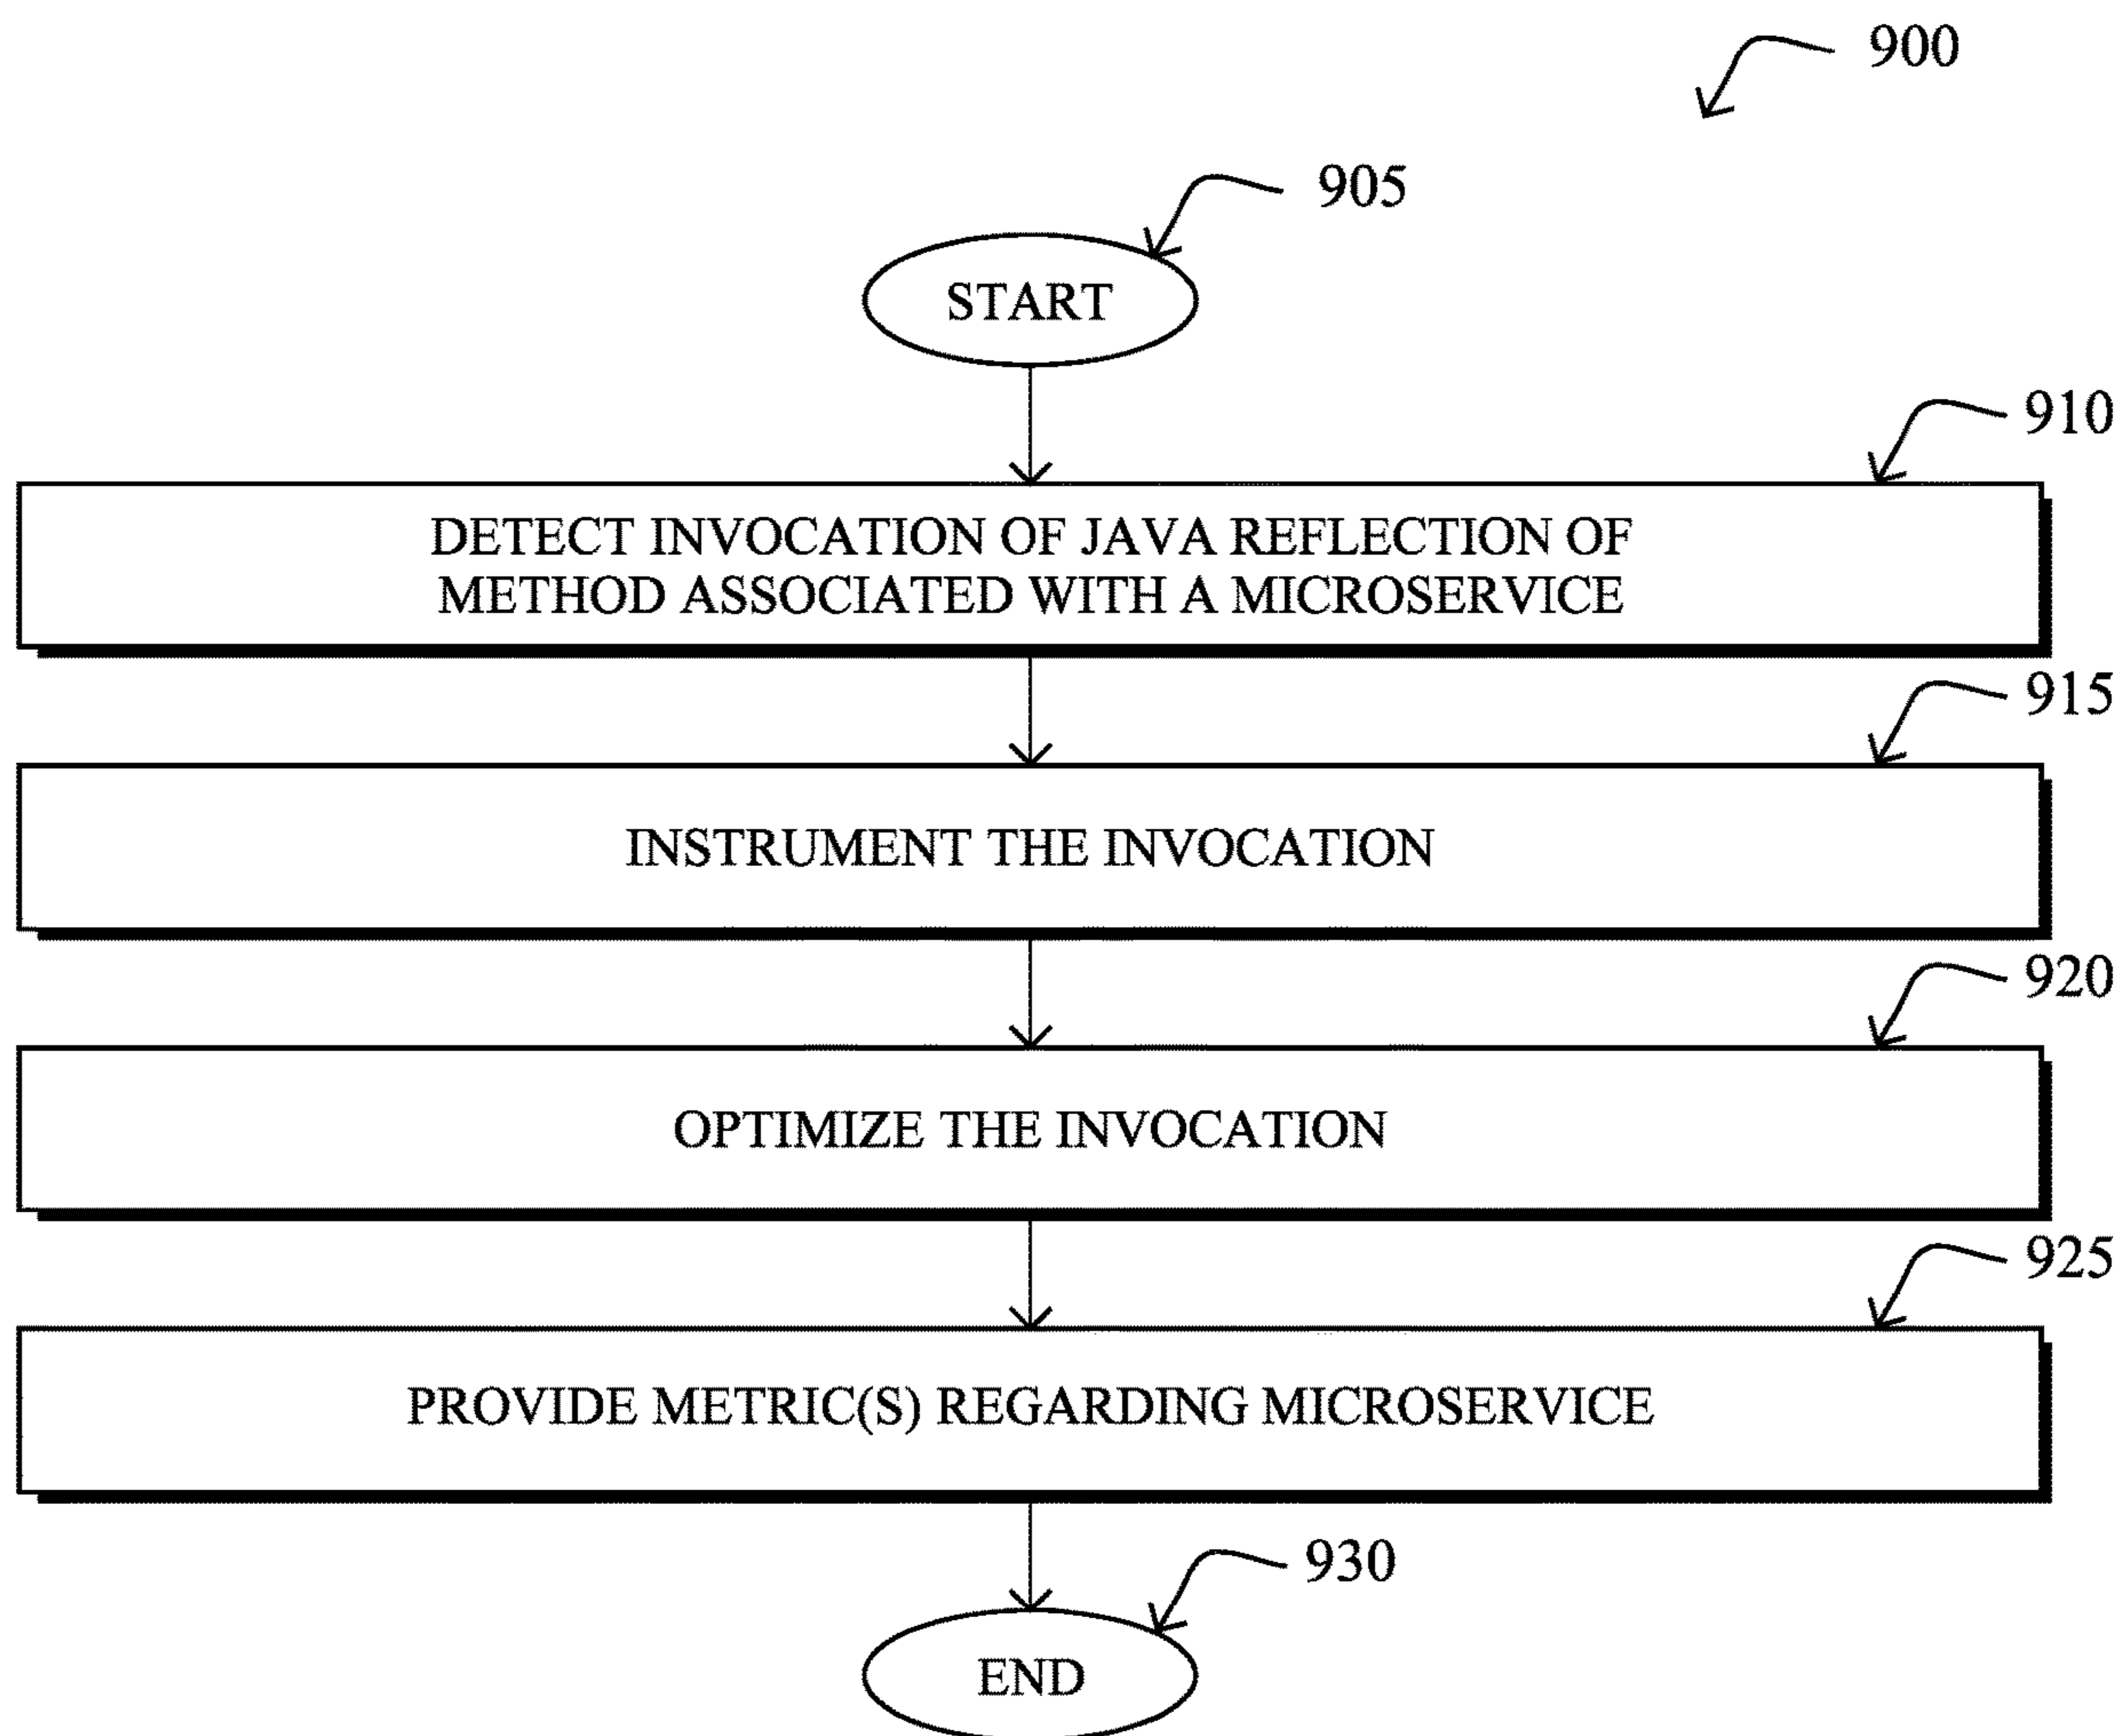 900
905
START
910
DETECT INVOCATION OF JAVA REFLECTION OF
METHOD ASSOCIATED WITH A MICROSERVICE
915
INSTRUMENT THE INVOCATION
920
OPTIMIZE THE INVOCATION
925
PROVIDE METRIC(S) REGARDING MICROSERVICE
930
END